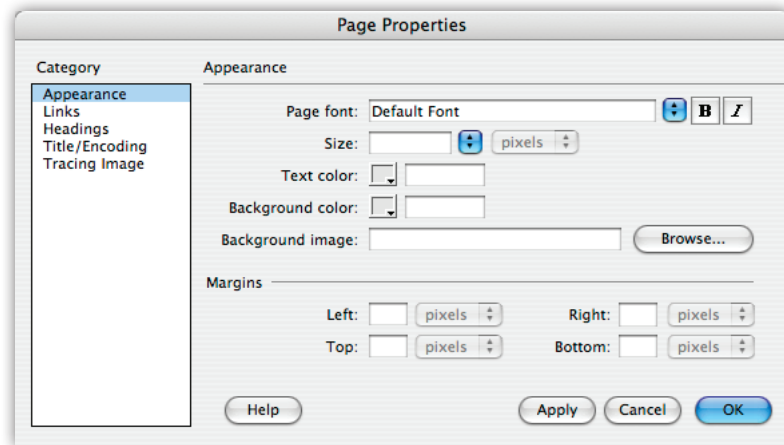 Page Properties
Category
Appearance
Links
Headings
Title/Encoding
Tracing Image
Appearance
Page font: Default Font B I
Size: pixels
Text color:
Background color:
Background image: Browse...
Margins
Left: pixels Right: pixels
Top: pixels Bottom: pixels
Help Apply Cancel OK